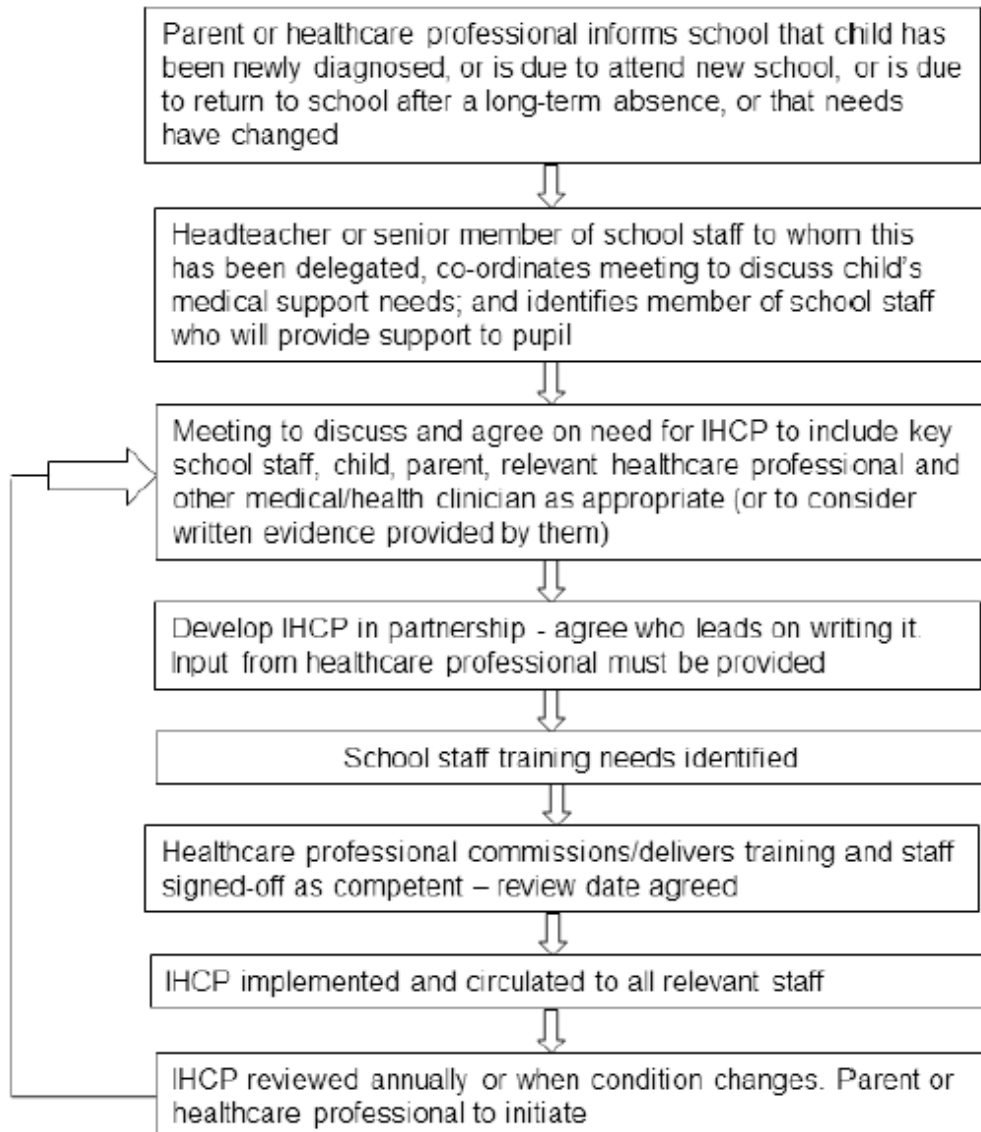 Parent or healthcare professional informs school that child has
been newly diagnosed, or is due to attend new school, or is due
to return to school after a long-term absence, or that needs
have changed
Headteacher or senior member of school staff to whom this
has been delegated, co-ordinates meeting to discuss child's
medical support needs; and identifies member of school staff
who will provide support to pupil
Meeting to discuss and agree on need for IHCP to include key
school staff, child, parent, relevant healthcare professional and
other medical/health clinician as appropriate (or to consider
written evidence provided by them)
Develop IHCP in partnership - agree who leads on writing it.
Input from healthcare professional must be provided
School staff training needs identified
Healthcare professional commissions/delivers training and staff
signed-off as competent – review date agreed
IHCP implemented and circulated to all relevant staff
IHCP reviewed annually or when condition changes. Parent or
healthcare professional to initiate